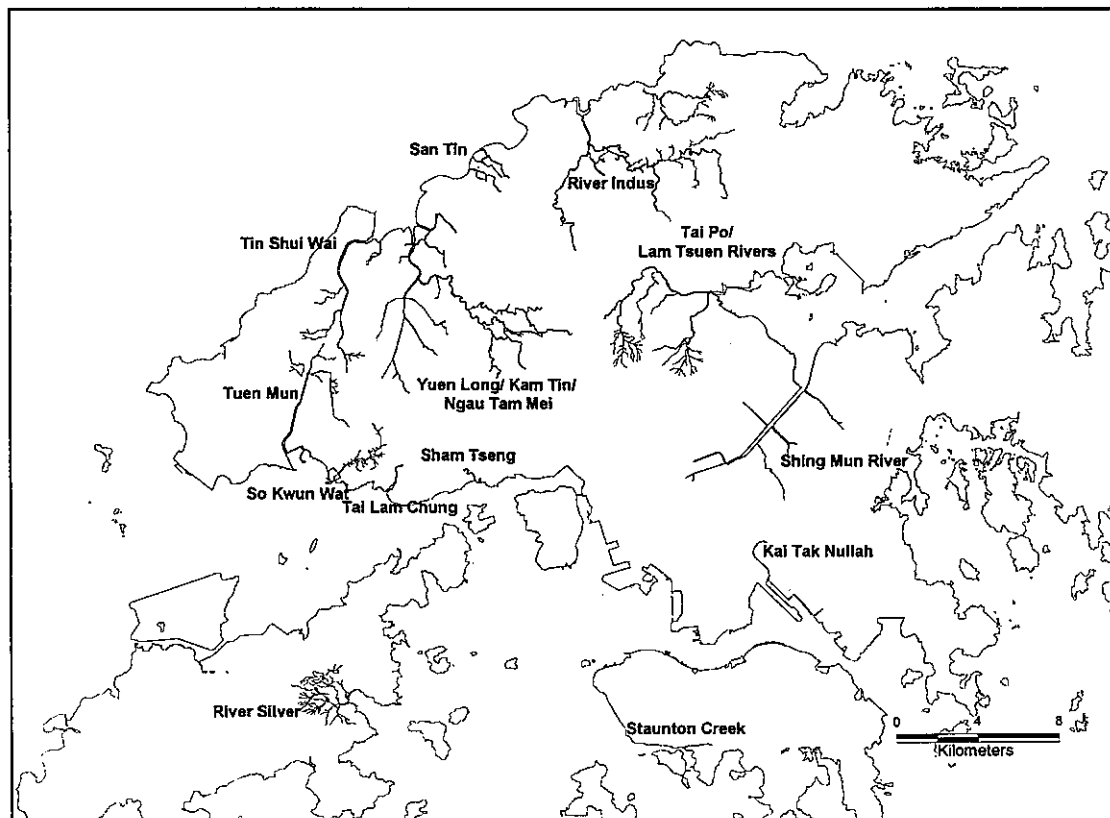 San Tin
River Indus
Tin Shui Wai
Tai Po/
Lam Tsuen Rivers
Tuen Mun
Yuen Long/ Kam Tin/
Ngau Tam Mei
Sham Tseng
Shing Mun River
So Kwun Wat
Tai Lam Chung
Kai Tak Nullah
River Silver
Staunton Creek
0 4 8
Kilometers